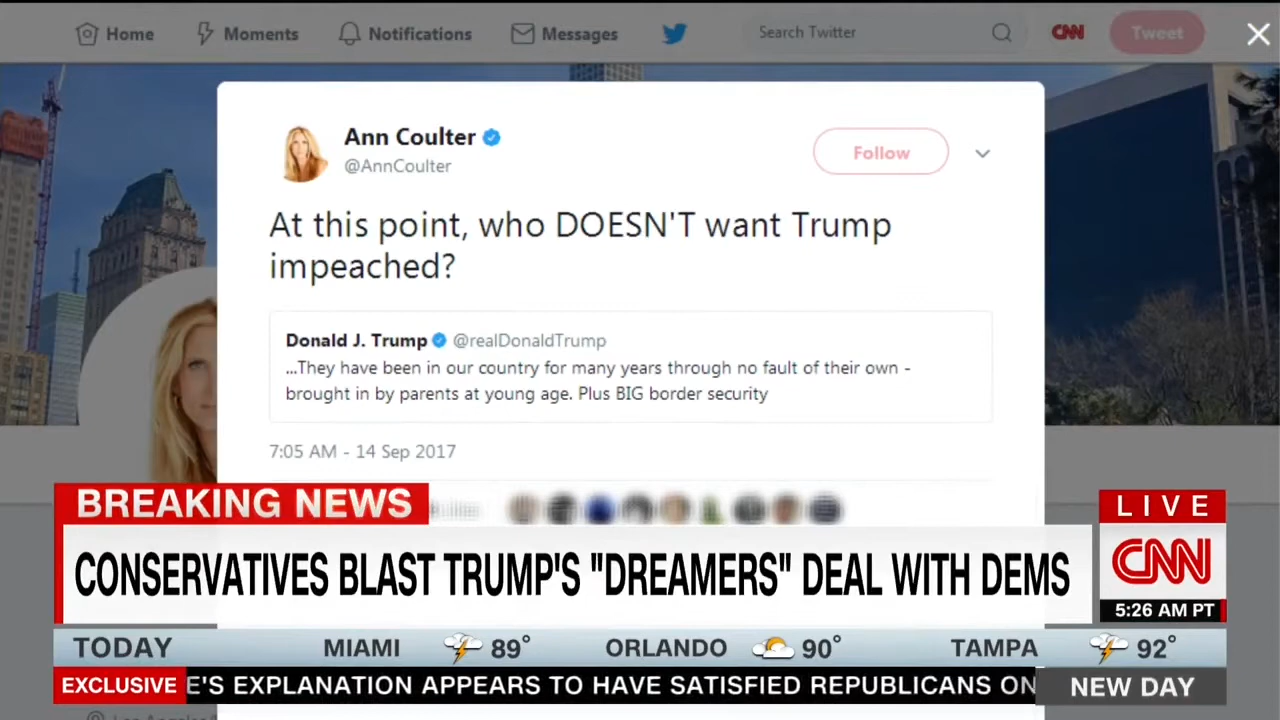 Home
Moments
Notifications
Messages
Search Twitter
CNN
Tweet
Ann Coulter
@AnnCoulter
Follow
At this point, who DOESN'T want Trump
impeached?
Donald J. Trump @realDonaldTrump
...They have been in our country for many years through no fault of their own -
brought in by parents at young age. Plus BIG border security
7:05 AM - 14 Sep 2017
BREAKING NEWS
CONSERVATIVES BLAST TRUMP'S "DREAMERS" DEAL WITH DEMS
LIVE
CNN
5:26 AM PT
TODAY MIAMI 89° ORLANDO 90° TAMPA 92°
EXCLUSIVE E'S EXPLANATION APPEARS TO HAVE SATISFIED REPUBLICANS ON
NEW DAY